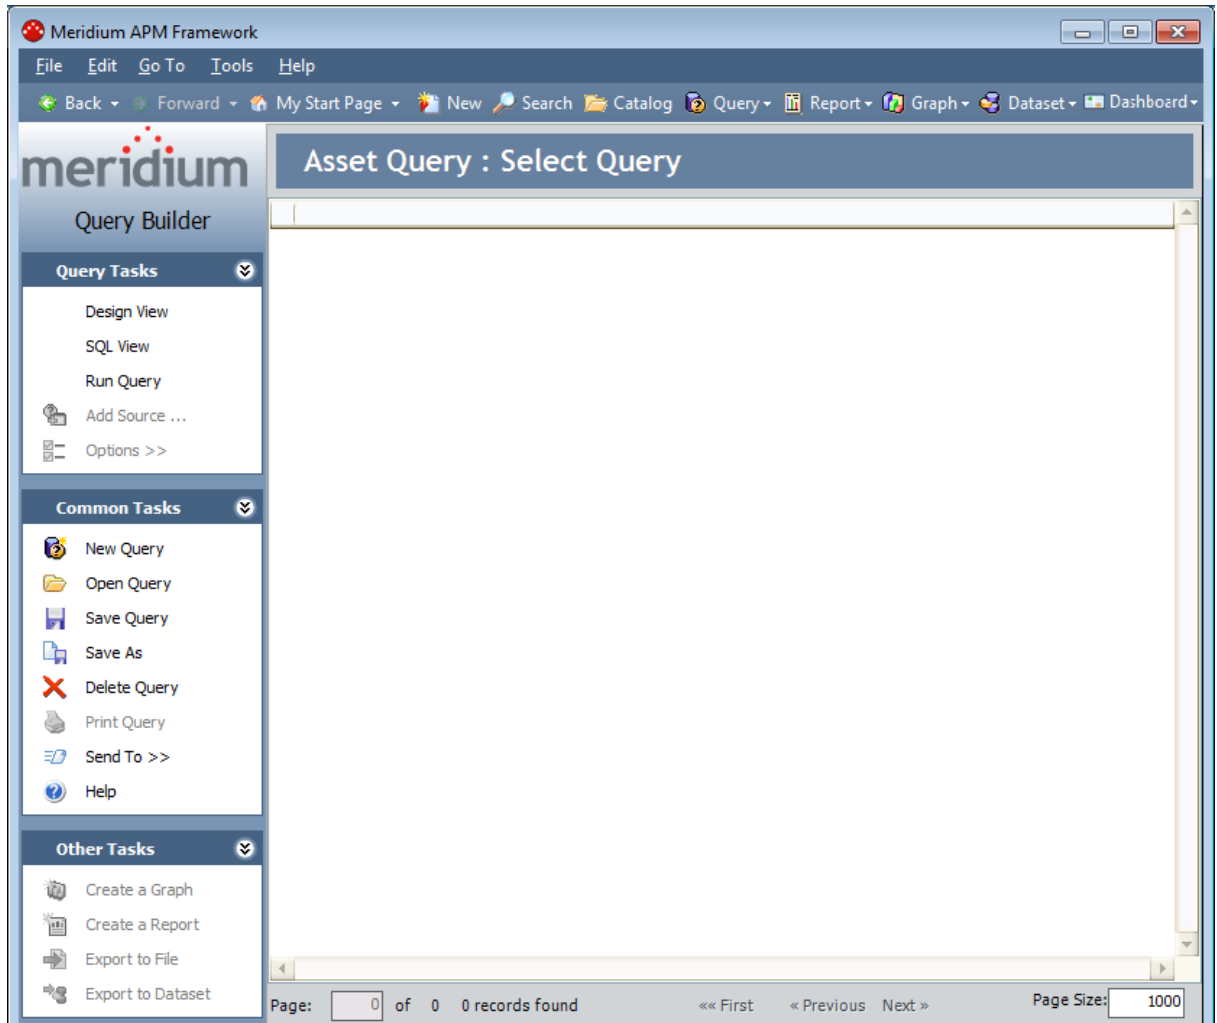 Meridium APM Framework
File Edit Go To Tools Help
Back Forward My Start Page New Search Catalog Query Report Graph Dataset Dashboard
meridium
Query Builder
Asset Query : Select Query
Query Tasks
Design View
SQL View
Run Query
Add Source ...
Options >>
Common Tasks
New Query
Open Query
Save Query
Save As
Delete Query
Print Query
Send To >>
Help
Other Tasks
Create a Graph
Create a Report
Export to File
Export to Dataset
Page: 0 of 0 0 records found «« First « Previous Next » Page Size: 1000